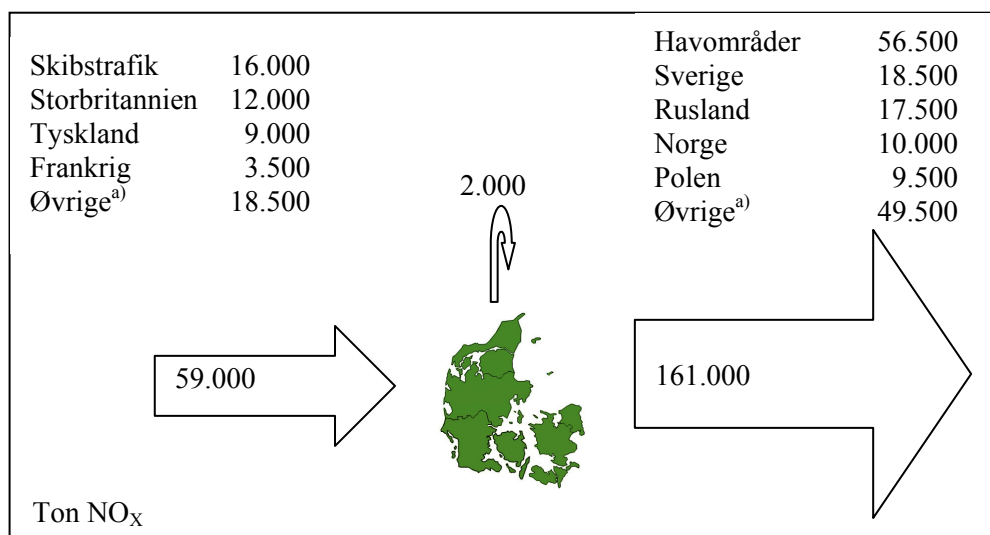 Skibstrafik 16.000
Storbritannien 12.000
Tyskland 9.000
Frankrig 3.500
Øvrige a) 18.500
2.000
Havområder 56.500
Sverige 18.500
Rusland 17.500
Norge 10.000
Polen 9.500
Øvrige a) 49.500
59.000
161.000
Ton NOX